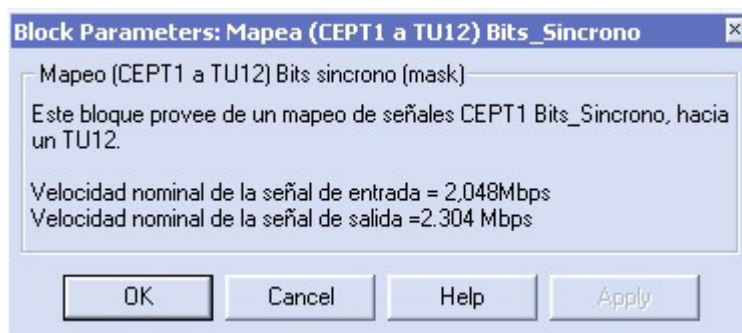 Block Parameters: Mapea (CEPT1 a TU12) Bits_Sincrono
Mapeo (CEPT1 a TU12) Bits sincrono (mask)
Este bloque provee de un mapeo de señales CEPT1 Bits_Sincrono, hacia
un TU12.
Velocidad nominal de la señal de entrada = 2,048Mbps
Velocidad nominal de la señal de salida =2.304 Mbps
OK Cancel Help Apply